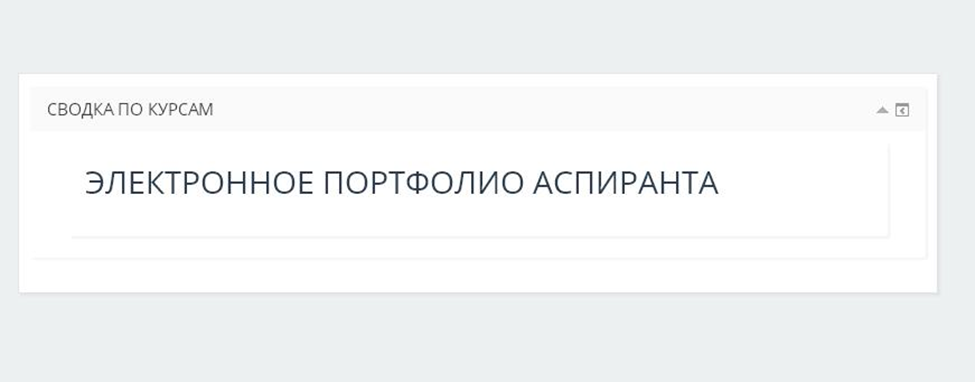 СВОДКА ПО КУРСАМ
ЭЛЕКТРОННОЕ ПОРТФОЛИО АСПИРАНТА